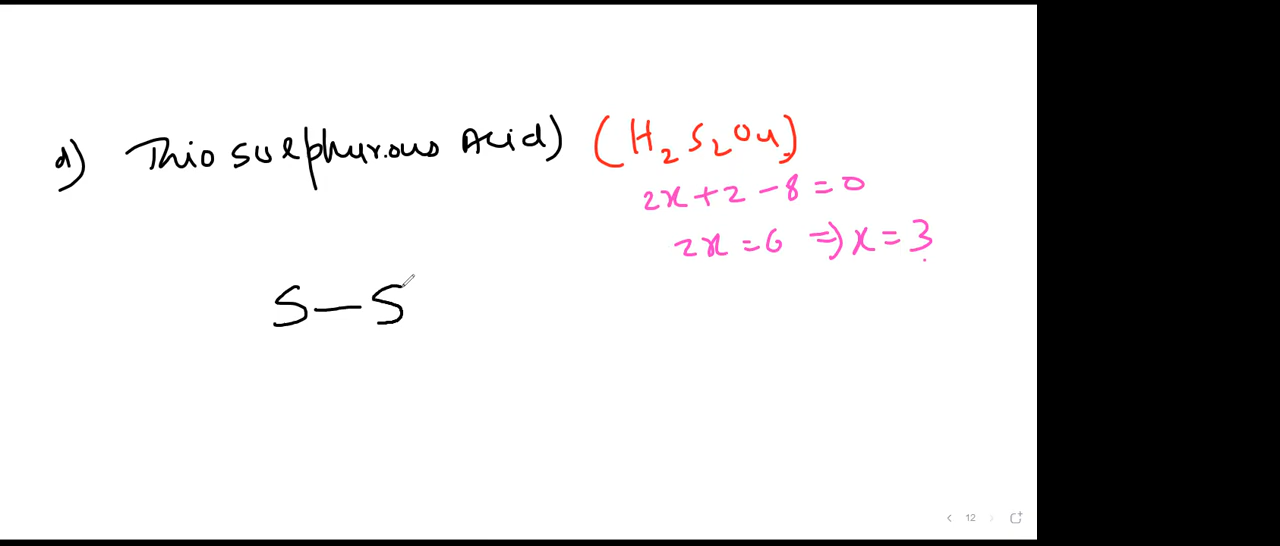 d) Thio sulphurous Acid) (H₂S₂O₄)
2x + 2 - 8 = 0
2x = 6 ⇒ x = 3
S — S
12